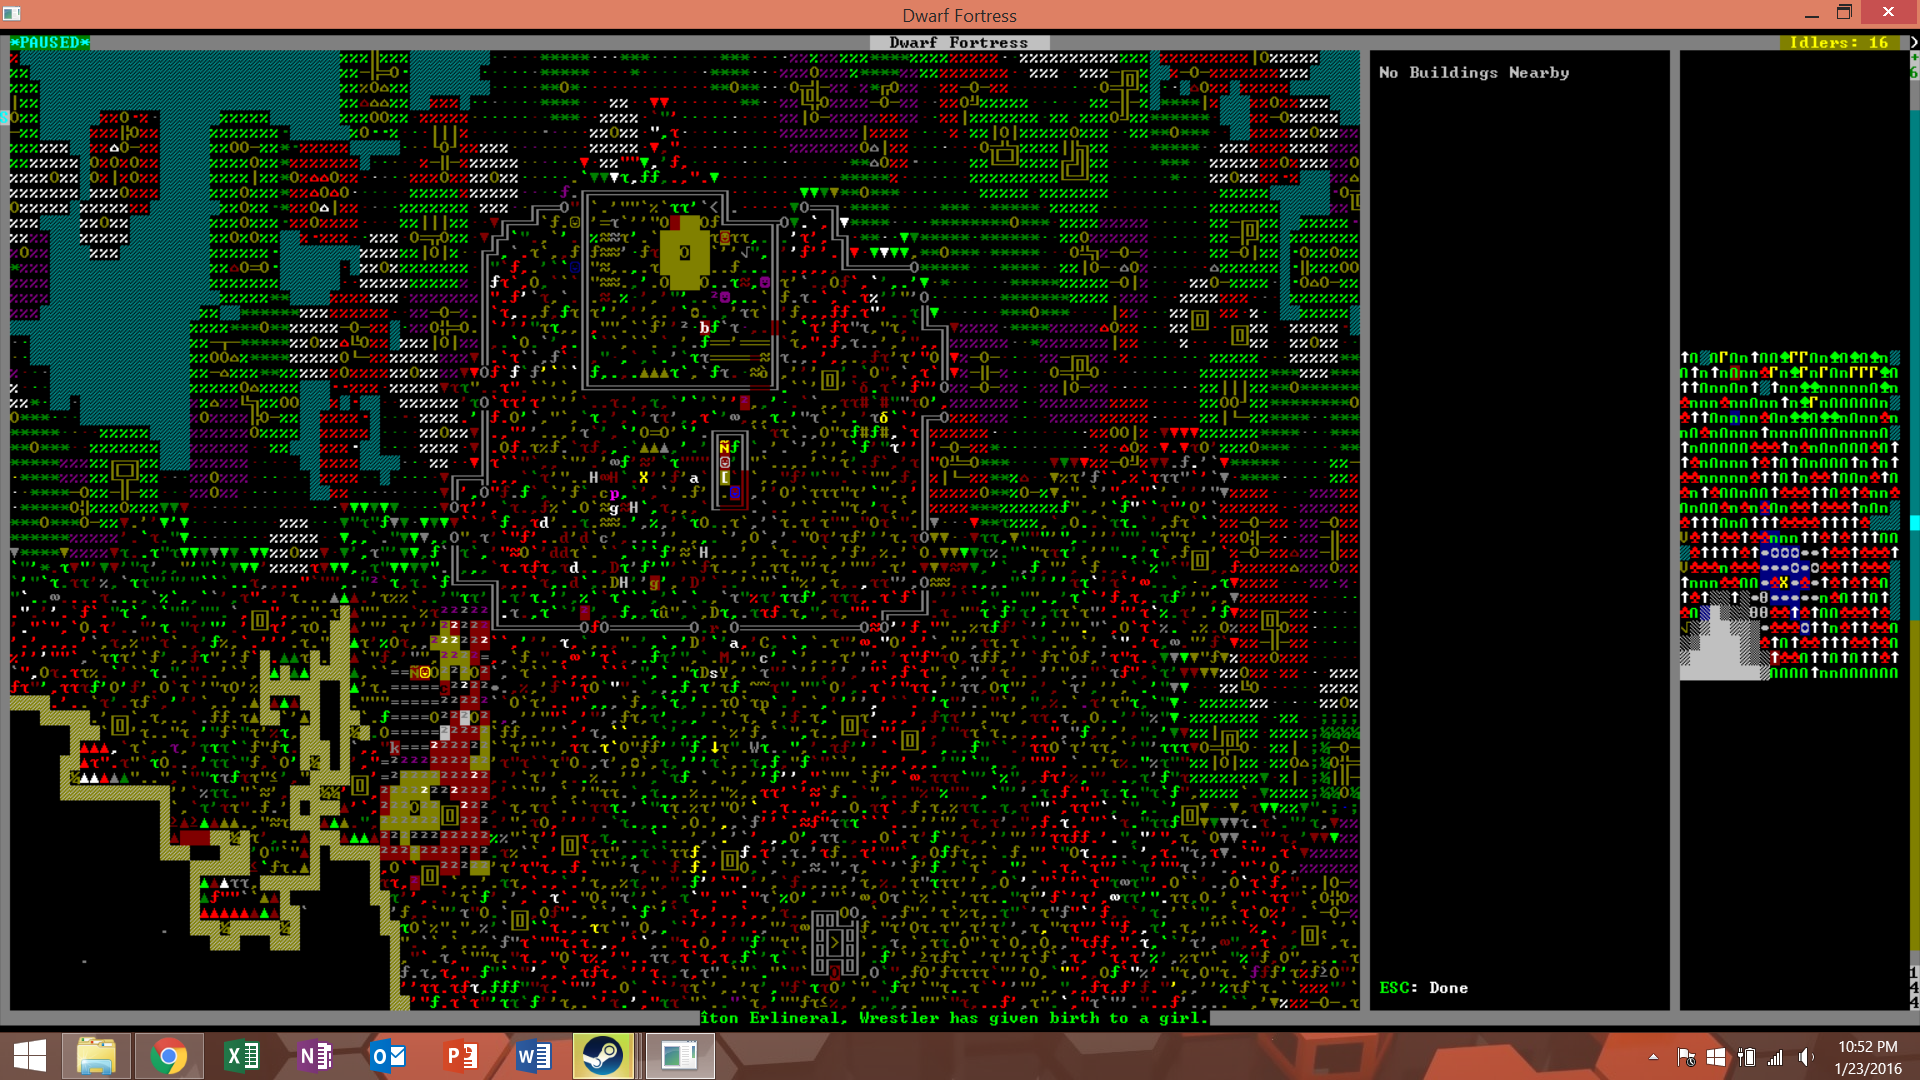 Dwarf Fortress
*PAUSED*
Dwarf Fortress
Idlers: 16
No Buildings Nearby
ESC: Done
îton Erlineral, Wrestler has given birth to a girl.
10:52 PM
1/23/2016